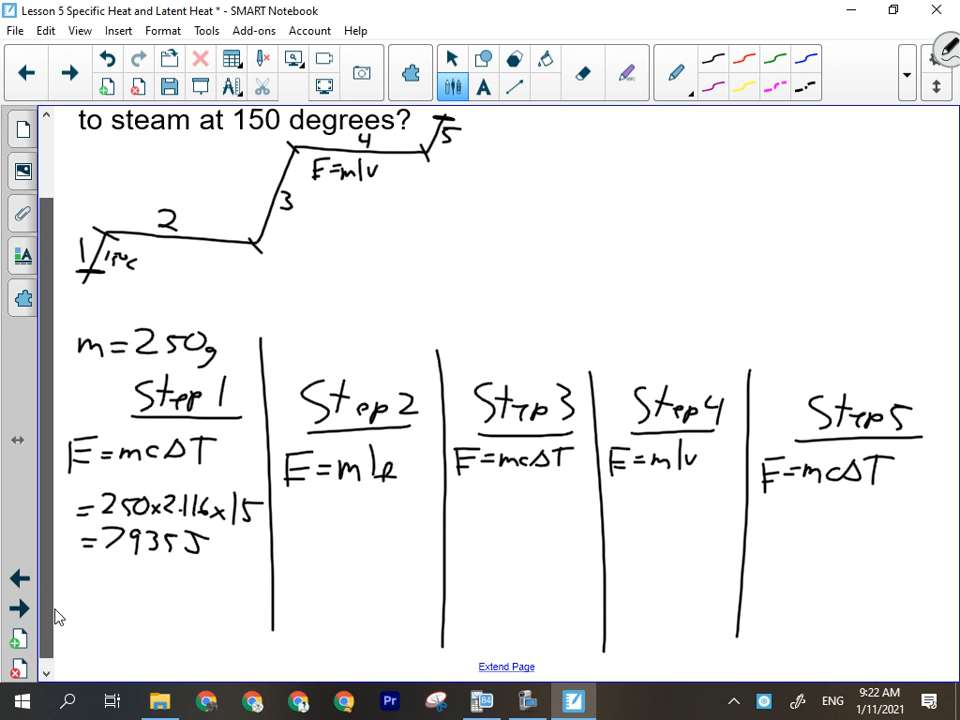 Lesson 5 Specific Heat and Latent Heat * - SMART Notebook
File Edit View Insert Format Tools Add-ons Account Help
to steam at 150 degrees?
4
5
E=mlv
3
2
1
15°C
m=250g
Step 1
E=mcΔT
=250x2.116x15
=7935J
Step 2
E=mlf
Step 3
E=mcΔT
Step 4
E=mlv
Step 5
E=mcΔT
Extend Page
ENG
9:22 AM
1/11/2021